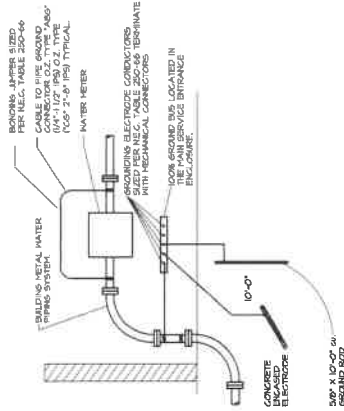 BONDING JUMPER SIZED
PER N.E.C. TABLE 250-66
CABLE TO PIPE GROUND
CONNECTOR O.Z. TYPE "ABG"
(1/4"-1 1/2" IPS) O.Z. TYPE
"CG" 2"-8" IPS) TYPICAL.
WATER METER
GROUNDING ELECTRODE CONDUCTORS
SIZED PER N.E.C. TABLE 250-66 TERMINATE
WITH MECHANICAL CONNECTORS
100% GROUND BUS LOCATED IN
THE MAIN SERVICE ENTRANCE
ENCLOSURE.
BUILDING METAL WATER
PIPING SYSTEM.
10'-0"
CONCRETE
ENCASED
ELECTRODE
5/8" X 10'-0" CU.
GROUND ROD